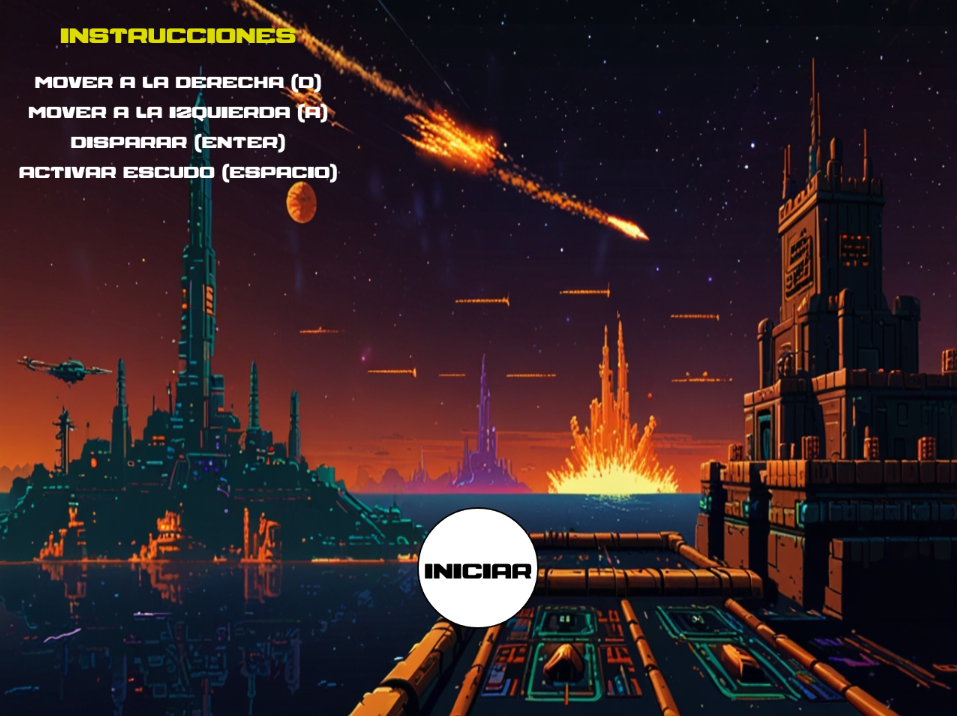 INSTRUCCIONES
MOVER A LA DERECHA (D)
MOVER A LA IZQUIERDA (A)
DISPARAR (ENTER)
ACTIVAR ESCUDO (ESPACIO)
INICIAR